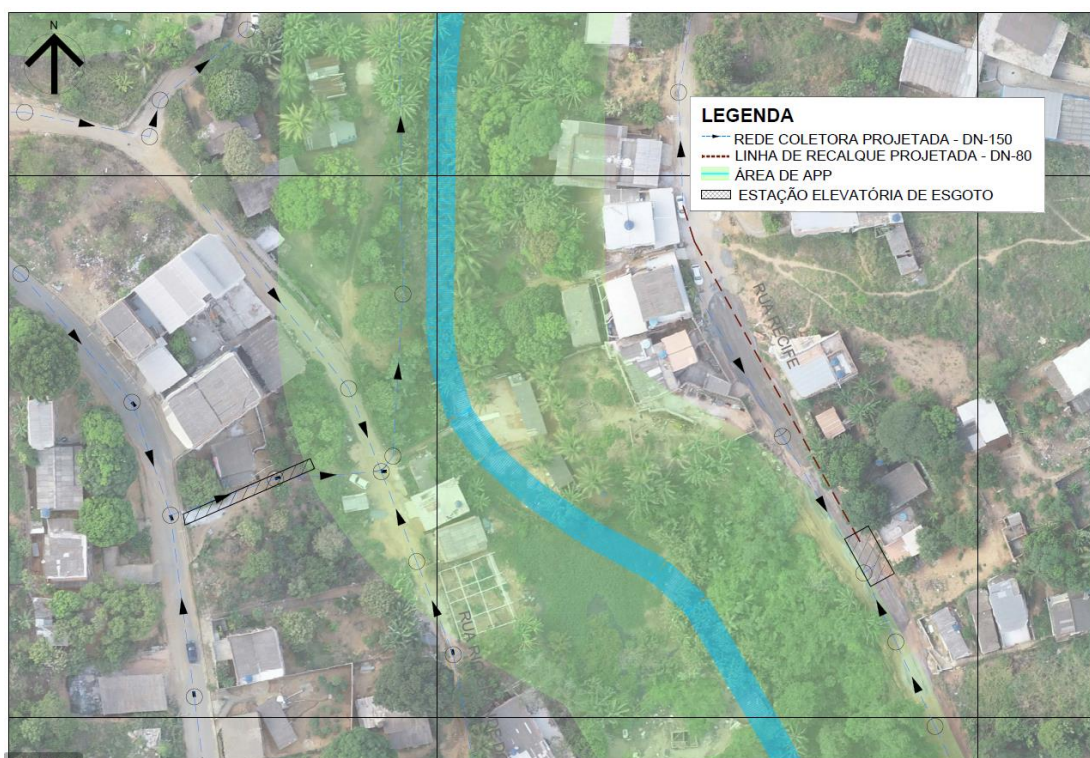 N
LEGENDA
REDE COLETORA PROJETADA - DN-150
LINHA DE RECALQUE PROJETADA - DN-80
ÁREA DE APP
ESTAÇÃO ELEVATÓRIA DE ESGOTO
RUA RECIFE
RUA